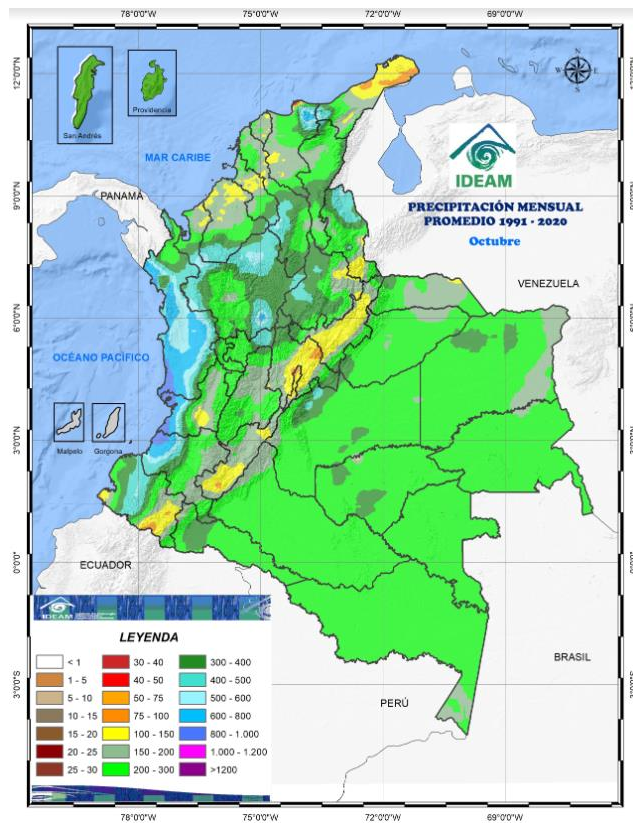 78°0'0"W 75°0'0"W 72°0'0"W 69°0'0"W
12°0'0"N
9°0'0"N
6°0'0"N
3°0'0"N
0°0'0"
3°0'0"S
San Andrés
Providencia
N
W E
S
MAR CARIBE
PANAMÁ
IDEAM
PRECIPITACIÓN MENSUAL
PROMEDIO 1991 - 2020
Octubre
VENEZUELA
OCÉANO PACÍFICO
Malpelo
Gorgona
ECUADOR
BRASIL
PERÚ
IDEAM
LEYENDA
< 1 30 - 40 300 - 400
1 - 5 40 - 50 400 - 500
5 - 10 50 - 75 500 - 600
10 - 15 75 - 100 600 - 800
15 - 20 100 - 150 800 - 1.000
20 - 25 150 - 200 1.000 - 1.200
25 - 30 200 - 300 >1200
78°0'0"W 75°0'0"W 72°0'0"W 69°0'0"W